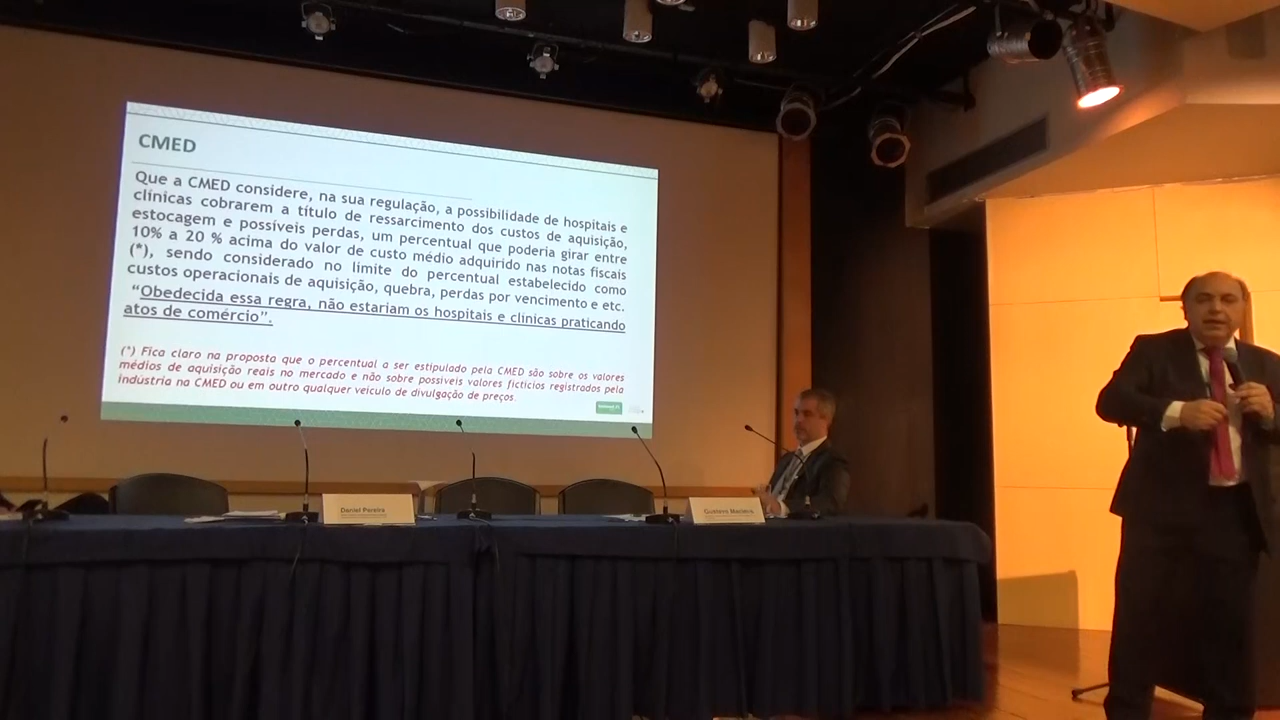 CMED
Que a CMED considere, na sua regulação, a possibilidade de hospitais e
clínicas cobrarem a título de ressarcimento dos custos de aquisição,
estocagem e possíveis perdas, um percentual que poderia girar entre
10% a 20 % acima do valor de custo médio adquirido nas notas fiscais
(*), sendo considerado no limite do percentual estabelecido como
custos operacionais de aquisição, quebra, perdas por vencimento e etc.
“Obedecida essa regra, não estariam os hospitais e clinicas praticando
atos de comércio”.
(*) Fica claro na proposta que o percentual a ser estipulado pela CMED são sobre os valores
médios de aquisição reais no mercado e não sobre possíveis valores fictícios registrados pela
indústria na CMED ou em outro qualquer veículo de divulgação de preços.
Daniel Pereira
Gustavo Macieira